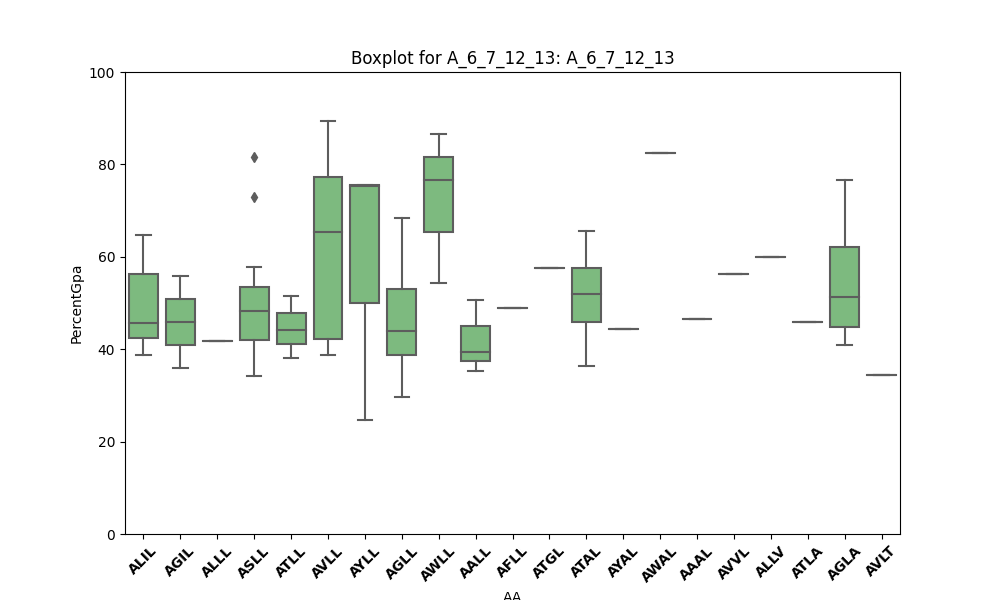 Boxplot for A_6_7_12_13: A_6_7_12_13
PercentGpa
100
80
60
40
20
0
ALIL AGIL ALLL ASLL ATLL AVLL AYLL AGLL AWLL AALL AFLL ATGL ATAL AYAL AWAL AAAL AVVL ALLV ATLA AGLA AVLT
AA